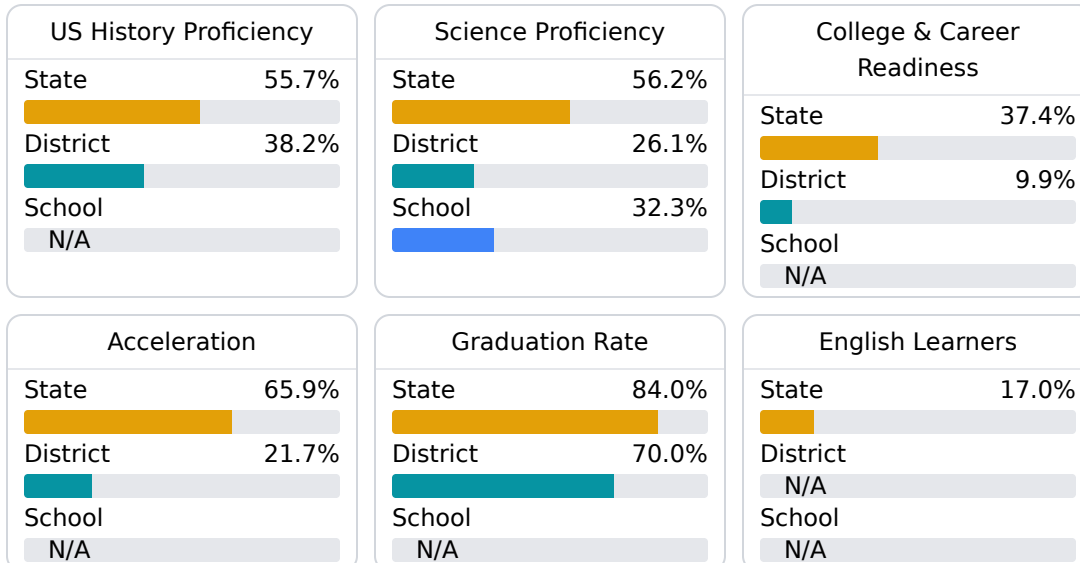 US History Proficiency
State 55.7%
District 38.2%
School
N/A
Science Proficiency
State 56.2%
District 26.1%
School 32.3%
College & Career
Readiness
State 37.4%
District 9.9%
School
N/A
Acceleration
State 65.9%
District 21.7%
School
N/A
Graduation Rate
State 84.0%
District 70.0%
School
N/A
English Learners
State 17.0%
District
N/A
School
N/A